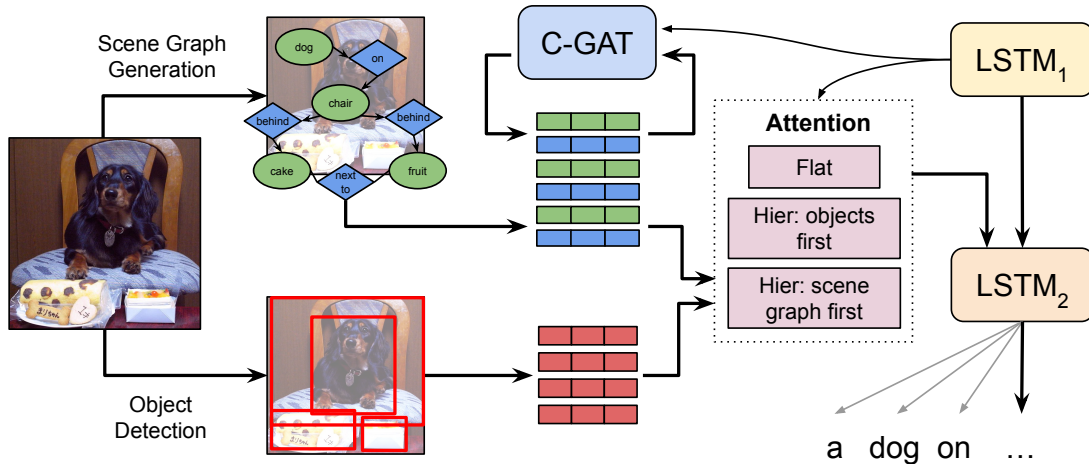 Scene Graph
Generation
dog
on
chair
behind
behind
cake
next
to
fruit
C-GAT
LSTM1
Attention
Flat
Hier: objects
first
Hier: scene
graph first
LSTM2
Object
Detection
a dog on …